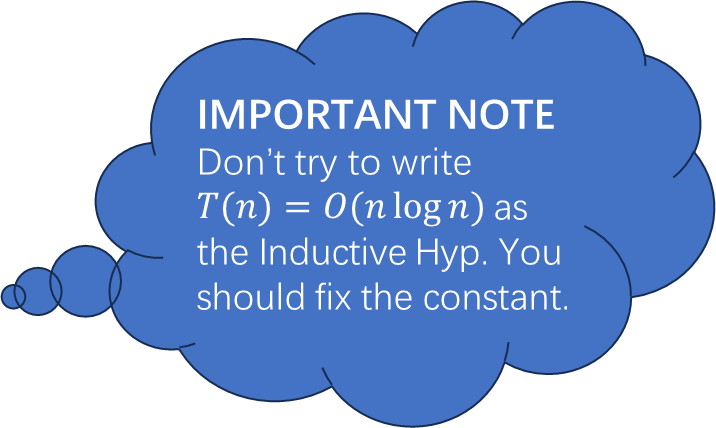 IMPORTANT NOTE
Don’t try to write
T(n) = O(n log n) as
the Inductive Hyp. You
should fix the constant.